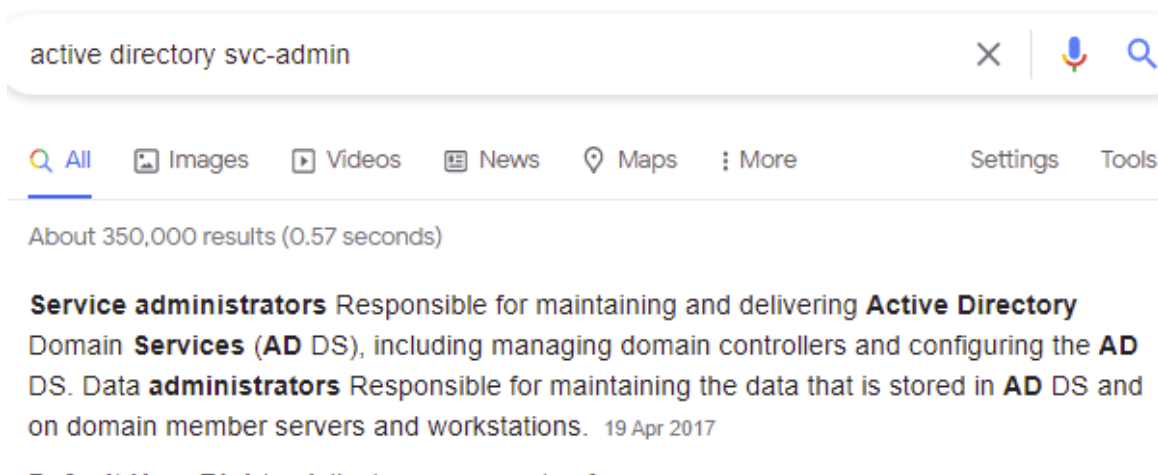 active directory svc-admin
All Images Videos News Maps More Settings Tools
About 350,000 results (0.57 seconds)
Service administrators Responsible for maintaining and delivering Active Directory
Domain Services (AD DS), including managing domain controllers and configuring the AD
DS. Data administrators Responsible for maintaining the data that is stored in AD DS and
on domain member servers and workstations. 19 Apr 2017